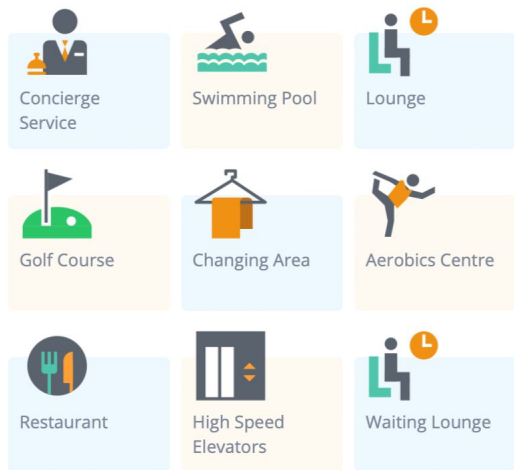 Concierge
Service
Swimming Pool
Lounge
Golf Course
Changing Area
Aerobics Centre
Restaurant
High Speed
Elevators
Waiting Lounge